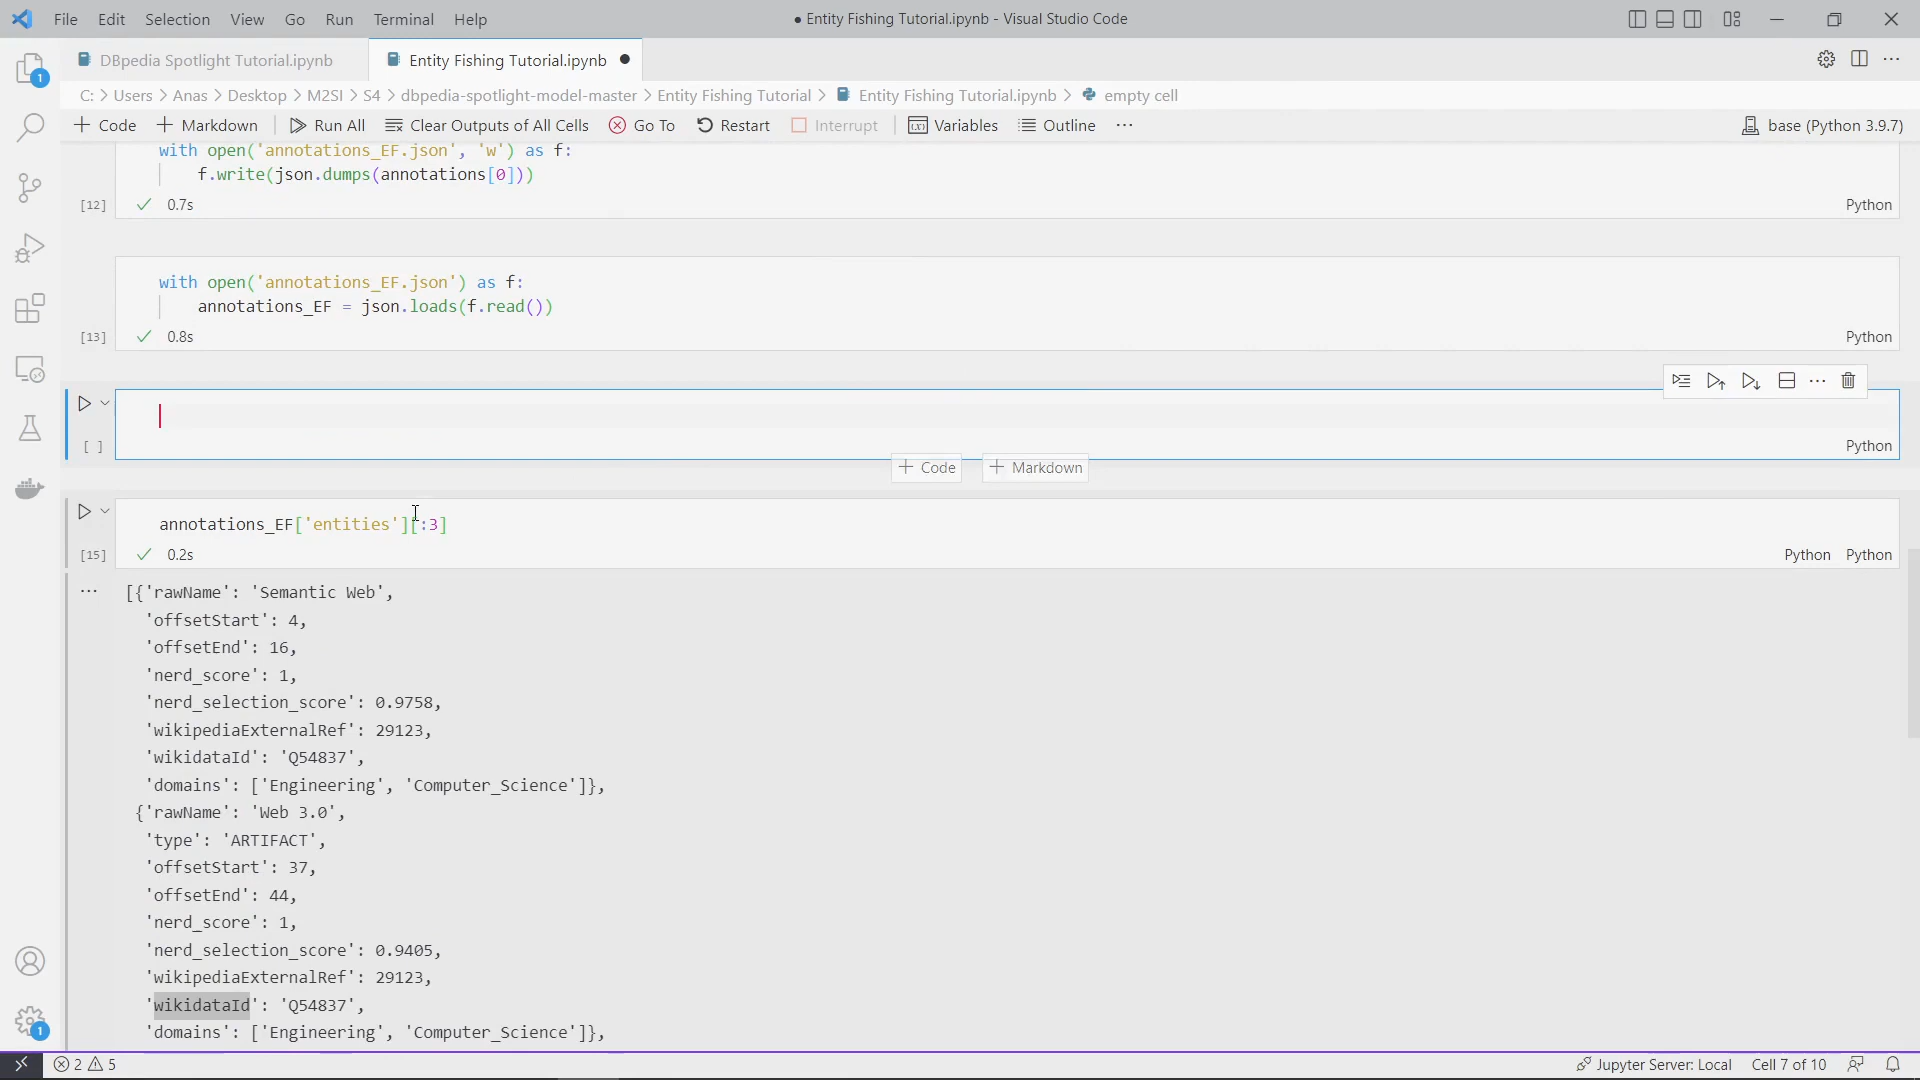 File Edit Selection View Go Run Terminal Help
● Entity Fishing Tutorial.ipynb - Visual Studio Code
DBpedia Spotlight Tutorial.ipynb
Entity Fishing Tutorial.ipynb ●
C: > Users > Anas > Desktop > M2SI > S4 > dbpedia-spotlight-model-master > Entity Fishing Tutorial > Entity Fishing Tutorial.ipynb > empty cell
+ Code + Markdown Run All Clear Outputs of All Cells Go To Restart Interrupt Variables Outline ··· base (Python 3.9.7)
with open('annotations_EF.json', 'w') as f:
f.write(json.dumps(annotations[0]))
[12] ✓ 0.7s Python
with open('annotations_EF.json') as f:
annotations_EF = json.loads(f.read())
[13] ✓ 0.8s Python
[ ] Python
+ Code + Markdown
annotations_EF['entities'][:3]
[15] ✓ 0.2s Python Python
··· [{'rawName': 'Semantic Web',
'offsetStart': 4,
'offsetEnd': 16,
'nerd_score': 1,
'nerd_selection_score': 0.9758,
'wikipediaExternalRef': 29123,
'wikidataId': 'Q54837',
'domains': ['Engineering', 'Computer_Science']},
{'rawName': 'Web 3.0',
'type': 'ARTIFACT',
'offsetStart': 37,
'offsetEnd': 44,
'nerd_score': 1,
'nerd_selection_score': 0.9405,
'wikipediaExternalRef': 29123,
'wikidataId': 'Q54837',
'domains': ['Engineering', 'Computer_Science']},
1
1
2 5 Jupyter Server: Local Cell 7 of 10